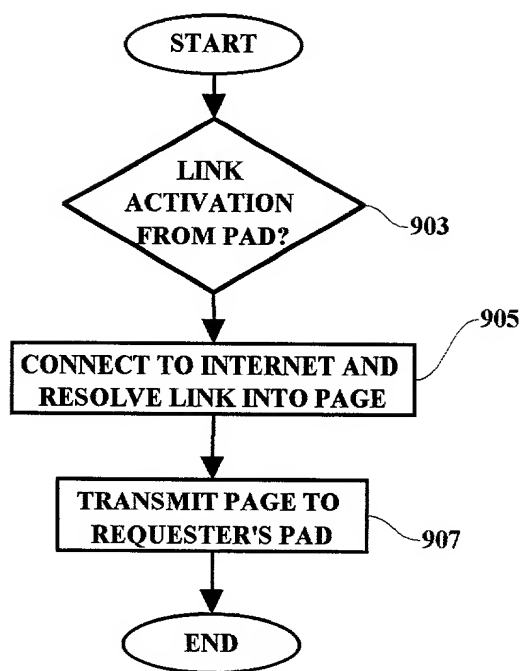 START
LINK
ACTIVATION
FROM PAD?
903
905
CONNECT TO INTERNET AND
RESOLVE LINK INTO PAGE
TRANSMIT PAGE TO
REQUESTER'S PAD
907
END